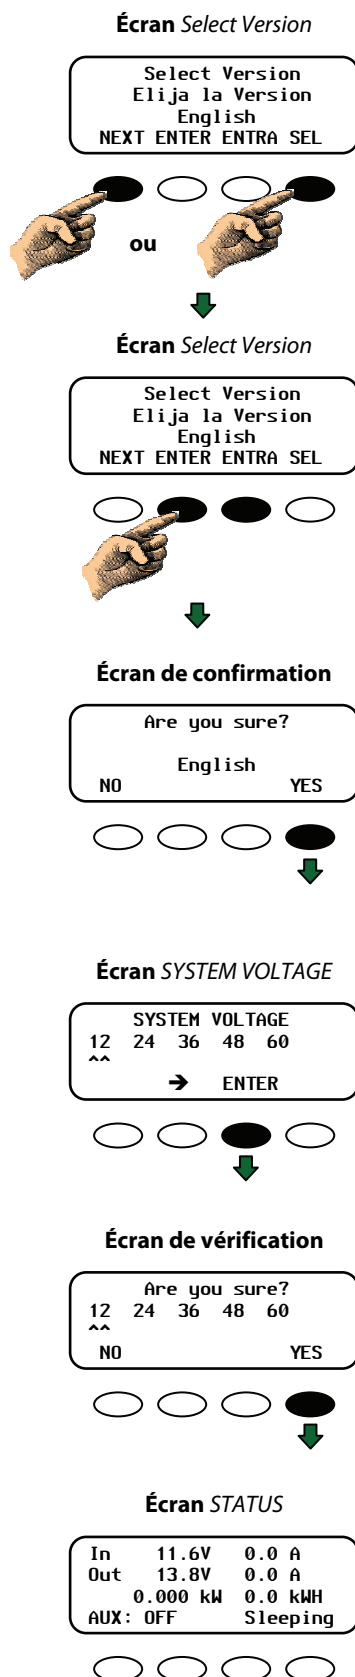 Écran Select Version
Select Version
Elija la Version
English
NEXT ENTER ENTRA SEL
ou
Écran Select Version
Select Version
Elija la Version
English
NEXT ENTER ENTRA SEL
Écran de confirmation
Are you sure?
English
NO YES
Écran SYSTEM VOLTAGE
SYSTEM VOLTAGE
12 24 36 48 60
^^
➔ ENTER
Écran de vérification
Are you sure?
12 24 36 48 60
^^
NO YES
Écran STATUS
In 11.6V 0.0 A
Out 13.8V 0.0 A
0.000 kW 0.0 kWH
AUX: OFF Sleeping